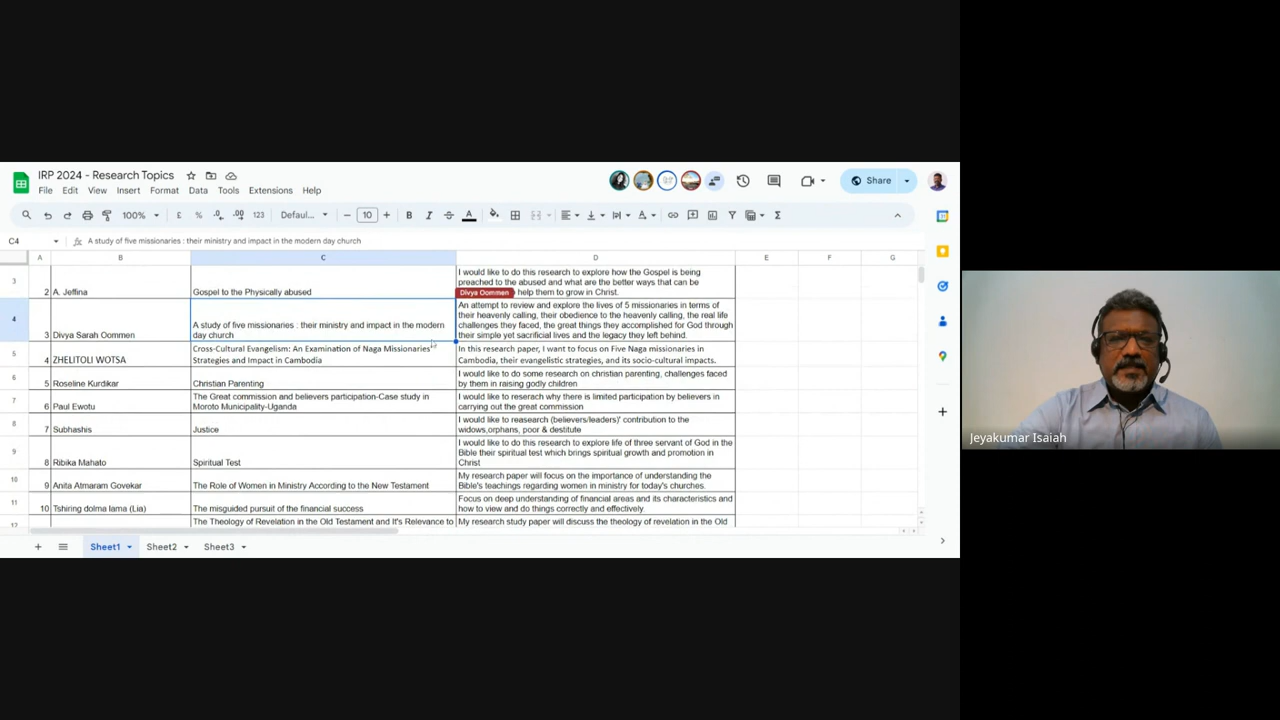 IRP 2024 - Research Topics
File Edit View Insert Format Data Tools Extensions Help
Share
100% £ % .0 .00 123 Defaul... 10 B I A
C4 A study of five missionaries : their ministry and impact in the modern day church
A B C D E F G
3
2 A. Jeffina
Gospel to the Physically abused
I would like to do this research to explore how the Gospel is being
preached to the abused and what are the better ways that can be
Divya Oommen help them to grow in Christ.
4
3 Divya Sarah Oommen
A study of five missionaries : their ministry and impact in the modern
day church
An attempt to review and explore the lives of 5 missionaries in terms of
their heavenly calling, their obedience to the heavenly calling, the real life
challenges they faced, the great things they accomplished for God through
their simple yet sacrificial lives and the legacy they left behind.
5
4 ZHELITOLI WOTSA
Cross-Cultural Evangelism: An Examination of Naga Missionaries'
Strategies and Impact in Cambodia
In this research paper, I want to focus on Five Naga missionaries in
Cambodia, their evangelistic strategies, and its socio-cultural impacts.
6
5 Roseline Kurdikar
Christian Parenting
I would like to do some research on christian parenting, challenges faced
by them in raising godly children
7
6 Paul Ewotu
The Great commission and believers participation-Case study in
Moroto Municipality-Uganda
I would like to reserach why there is limited participation by believers in
carrying out the great commission
8
7 Subhashis
Justice
I would like to reasearch (believers/leaders)' contribution to the
widows,orphans, poor & destitute
9
8 Ribika Mahato
Spiritual Test
I would like to do this research to explore life of three servant of God in the
Bible their spiritual test which brings spiritual growth and promotion in
Christ
10
9 Anita Atmaram Govekar
The Role of Women in Ministry According to the New Testament
My research paper will focus on the importance of understanding the
Bible's teachings regarding women in ministry for today's churches.
11
10 Tshiring dolma lama (Lia)
The misguided pursuit of the financial success
Focus on deep understanding of financial areas and its characteristics and
how to view and do things correctly and effectively.
12
The Theology of Revelation in the Old Testament and It's Relevance to
My research study paper will discuss the theology of revelation in the Old
Sheet1 Sheet2 Sheet3
Jeyakumar Isaiah